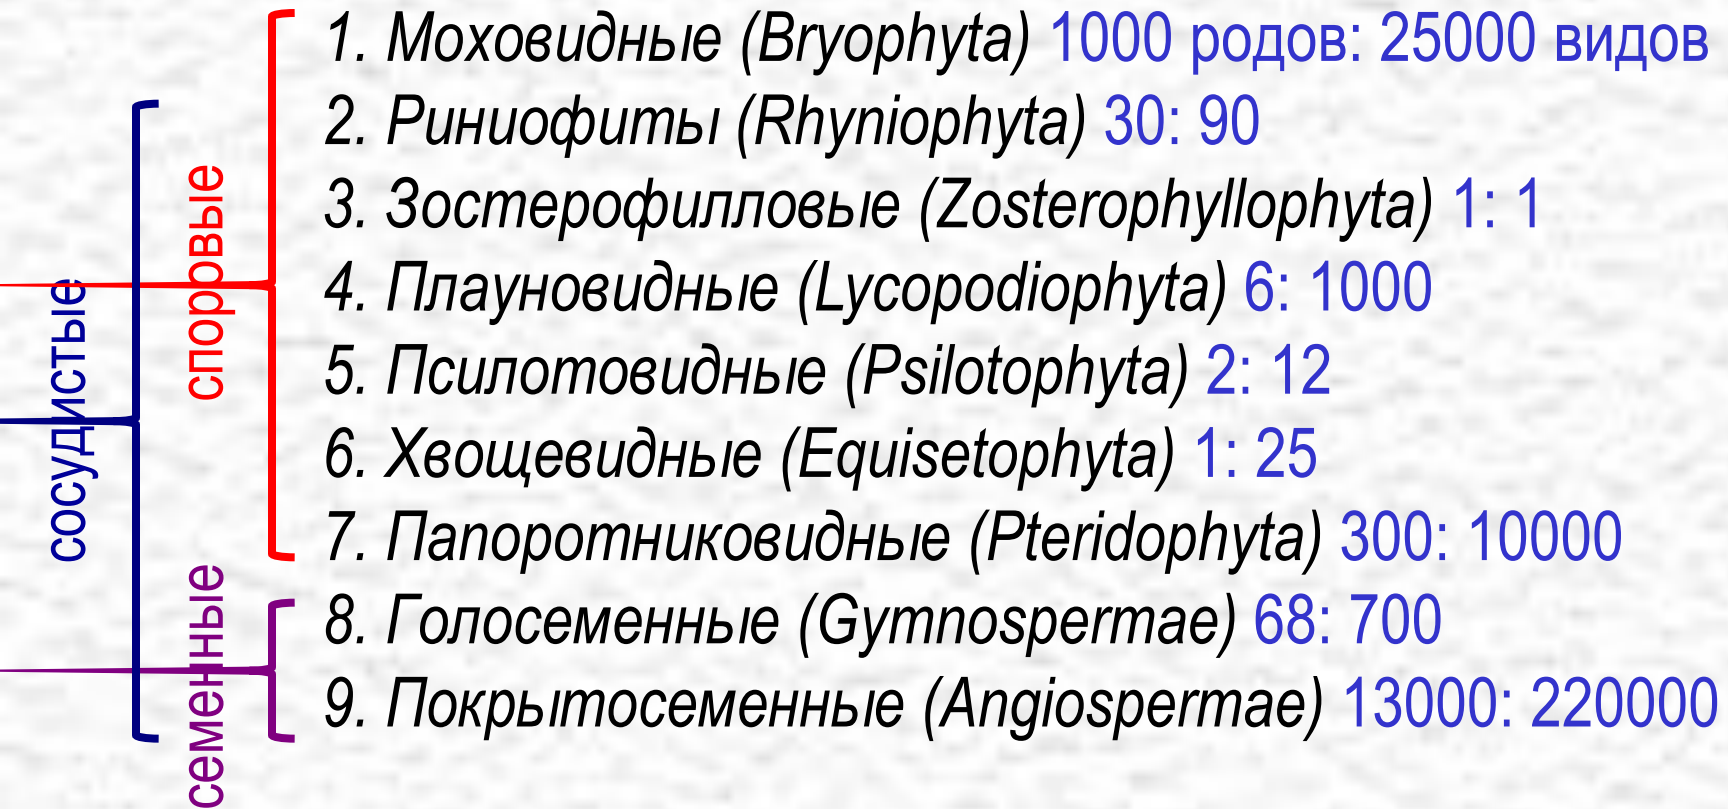 1. Моховидные (Bryophyta) 1000 родов: 25000 видов
2. Риниофиты (Rhyniophyta) 30: 90
3. Зостерофилловые (Zosterophyllophyta) 1: 1
4. Плауновидные (Lycopodiophyta) 6: 1000
5. Псилотовидные (Psilotophyta) 2: 12
6. Хвощевидные (Equisetophyta) 1: 25
7. Папоротниковидные (Pteridophyta) 300: 10000
8. Голосеменные (Gymnospermae) 68: 700
9. Покрытосеменные (Angiospermae) 13000: 220000
сосудистые
споровые
семенные